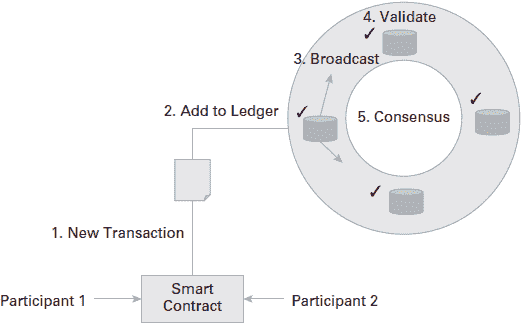 4. Validate
3. Broadcast
2. Add to Ledger
5. Consensus
1. New Transaction
Smart
Contract
Participant 1
Participant 2